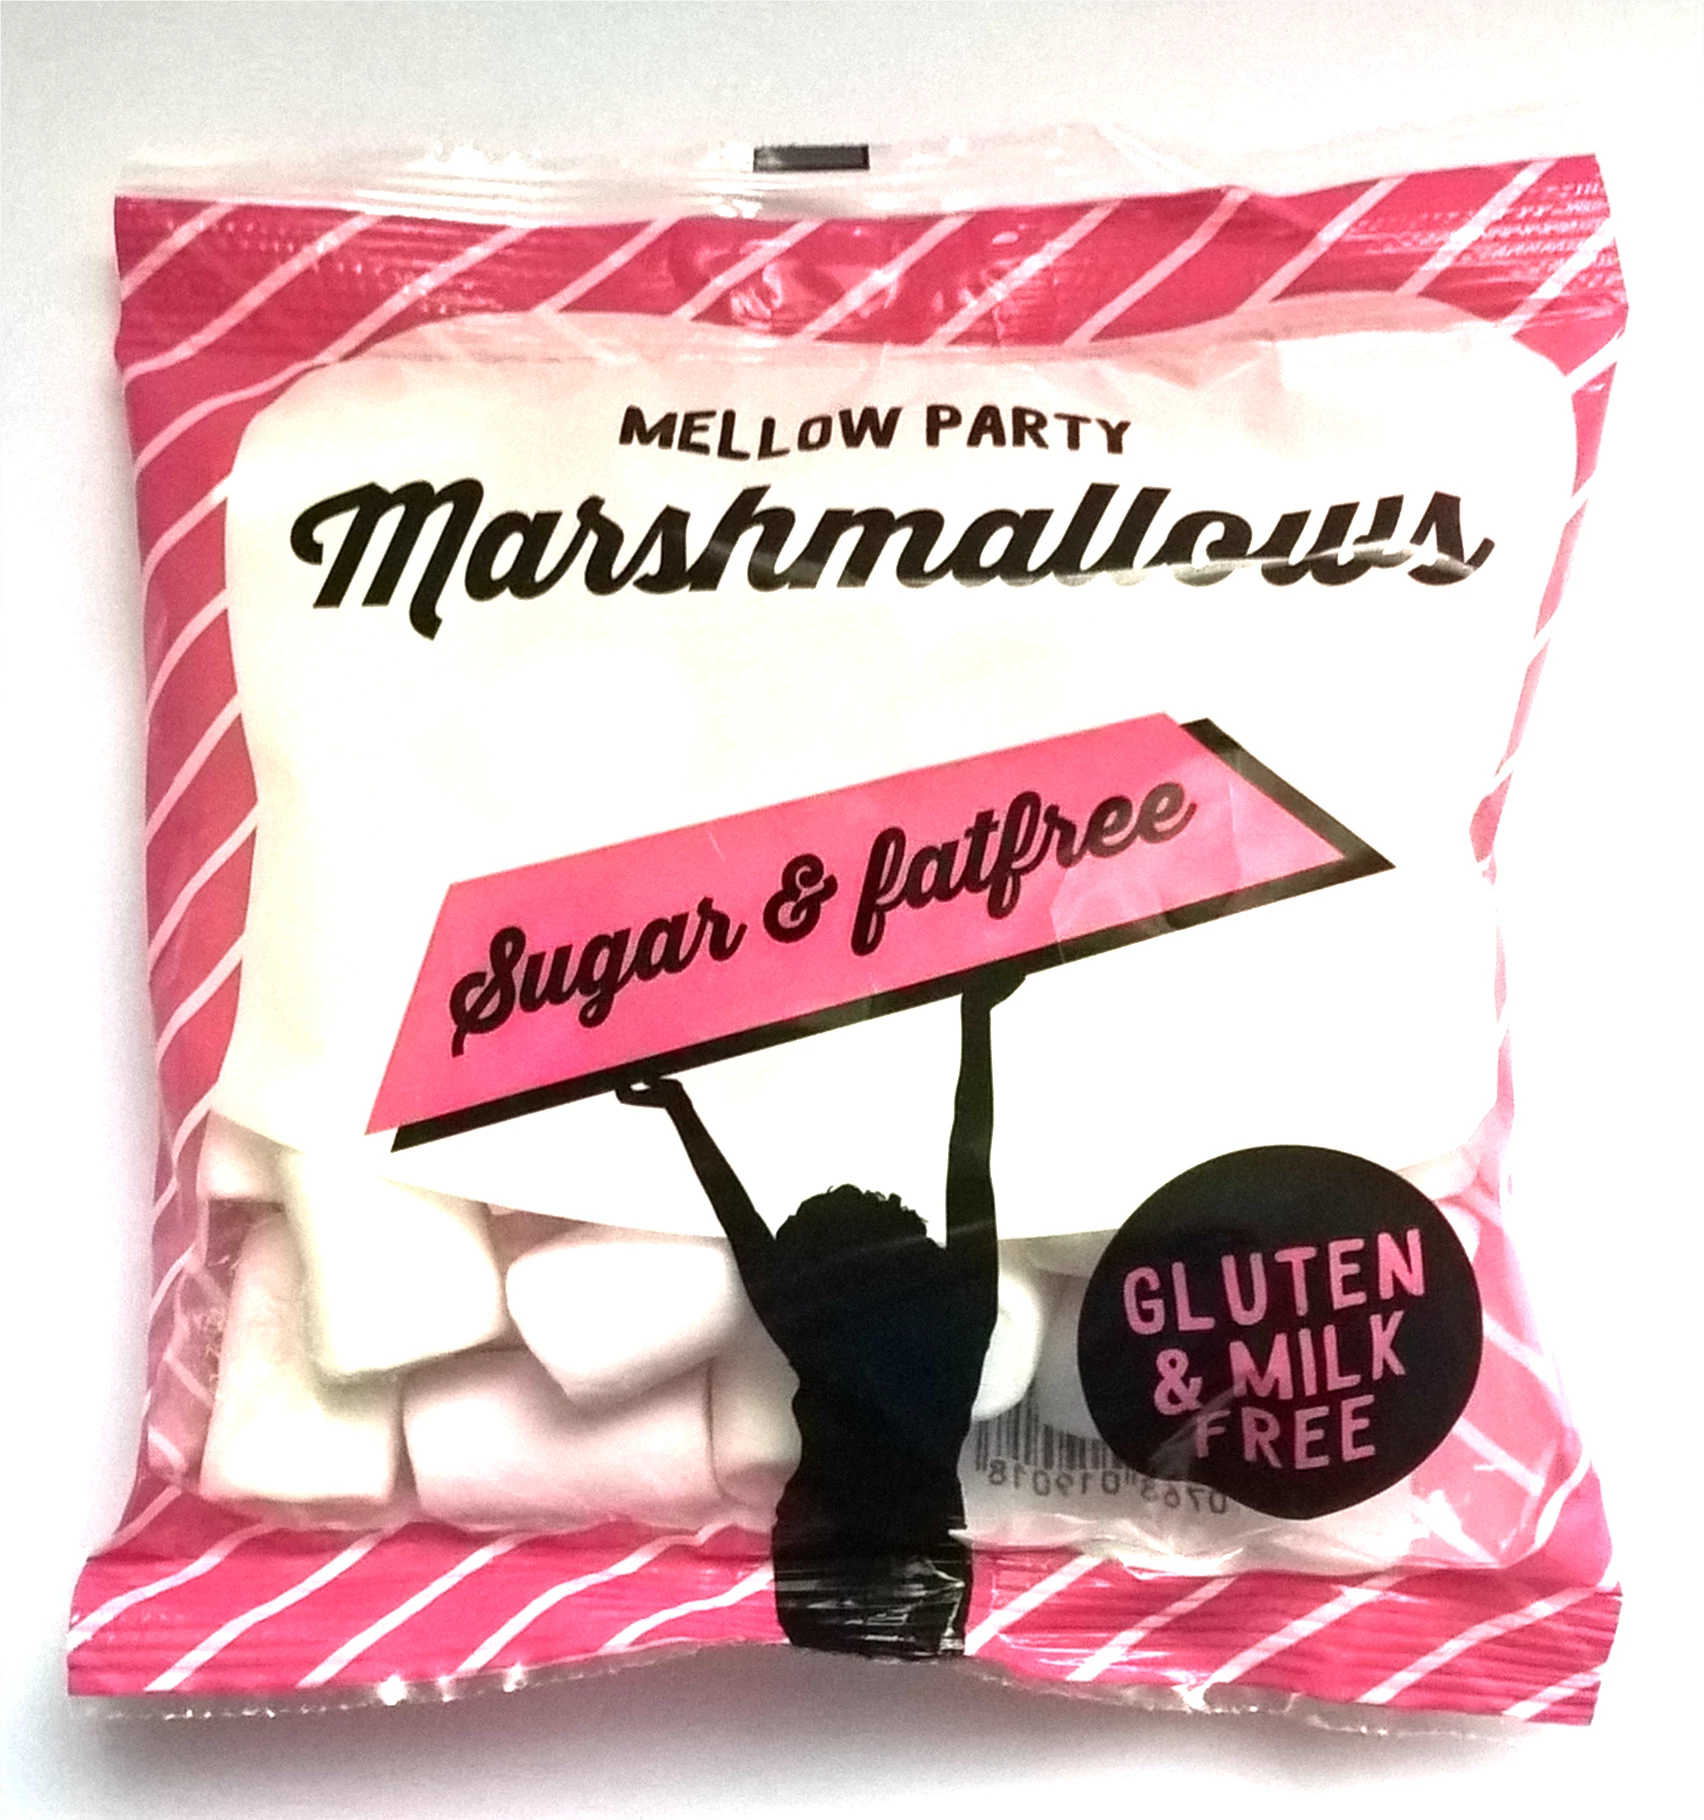 MELLOW PARTY
Marshmallows
Sugar & fatfree
GLUTEN
& MILK
FREE